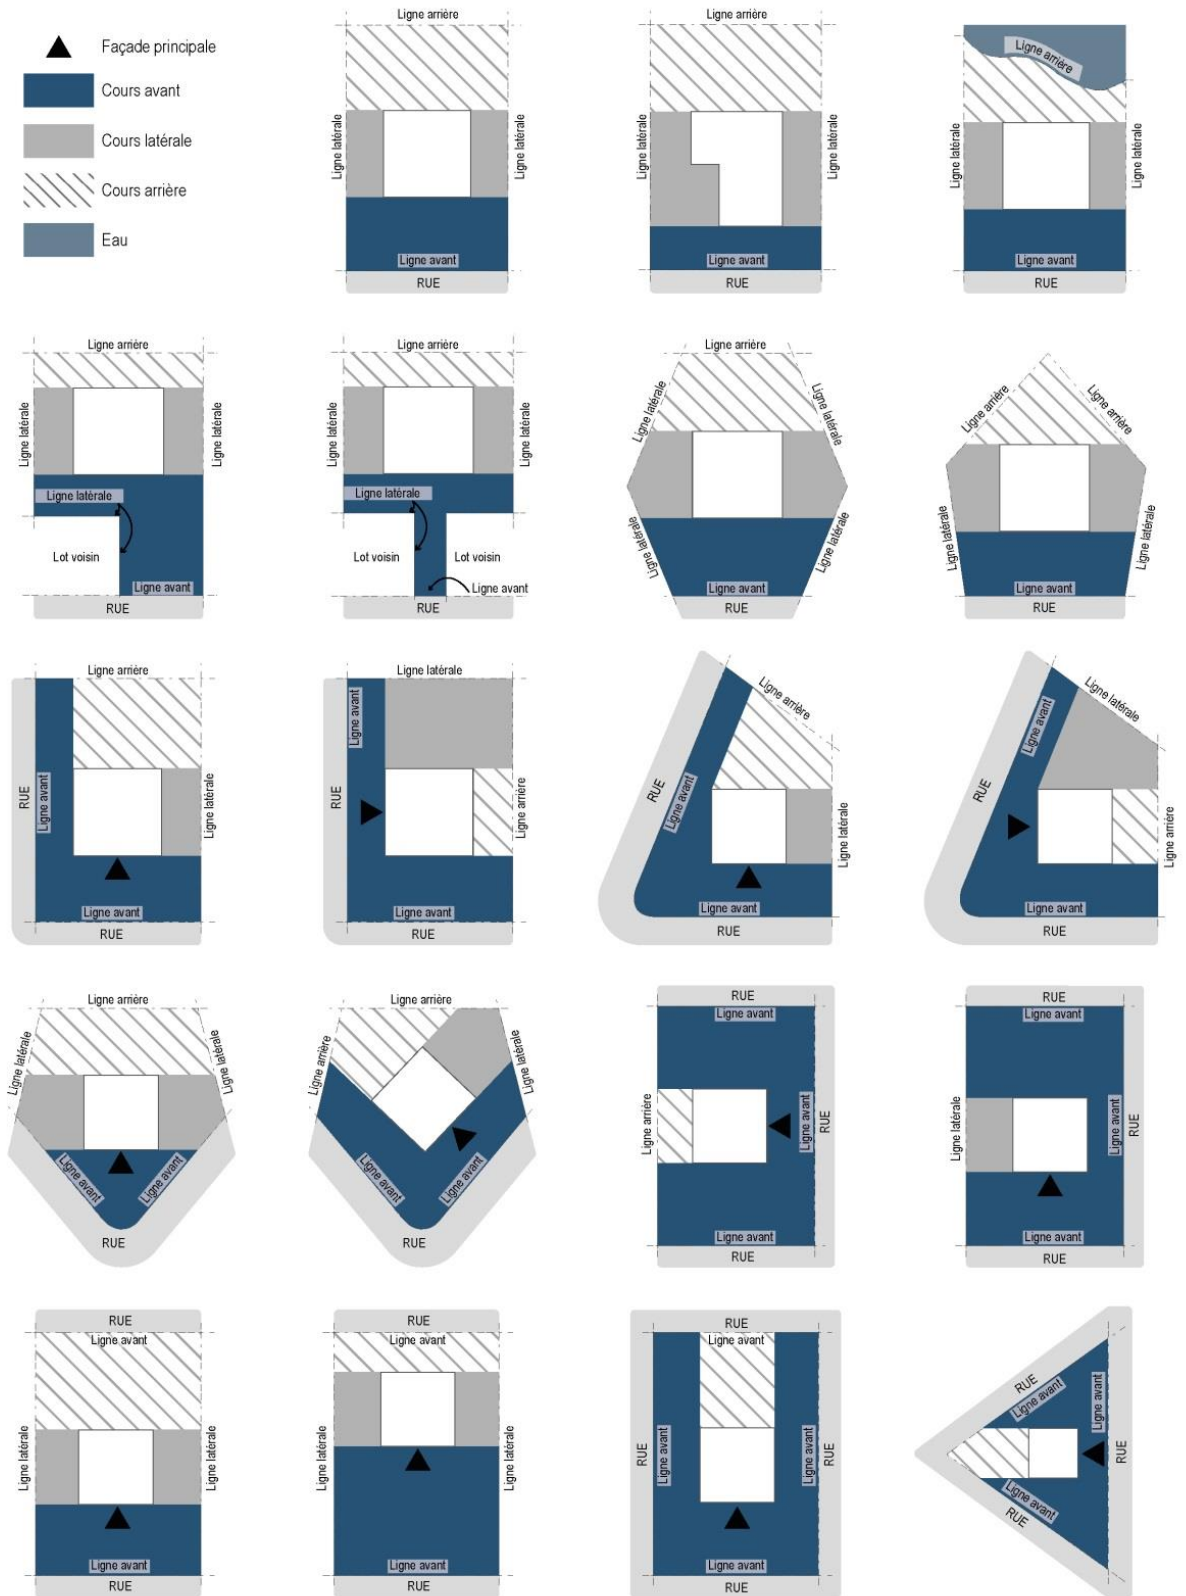 Façade principale
Cours avant
Cours latérale
Cours arrière
Eau
Ligne arrière
Ligne latérale
Ligne latérale
Ligne avant
RUE
Ligne arrière
Ligne latérale
Ligne latérale
Ligne avant
RUE
Ligne arrière
Ligne latérale
Ligne latérale
Ligne avant
RUE
Ligne arrière
Ligne latérale
Ligne latérale
Ligne latérale
Lot voisin
Ligne avant
RUE
Ligne arrière
Ligne latérale
Ligne latérale
Ligne latérale
Lot voisin
Lot voisin
Ligne avant
RUE
Ligne arrière
Ligne latérale
Ligne latérale
Ligne latérale
Ligne latérale
Ligne avant
RUE
Ligne arrière
Ligne arrière
Ligne latérale
Ligne latérale
Ligne avant
RUE
Ligne arrière
RUE
Ligne avant
Ligne latérale
Ligne avant
RUE
Ligne latérale
Ligne avant
RUE
Ligne arrière
Ligne avant
RUE
Ligne arrière
RUE
Ligne avant
Ligne latérale
Ligne avant
RUE
Ligne latérale
Ligne avant
RUE
Ligne arrière
Ligne avant
RUE
Ligne arrière
Ligne latérale
Ligne latérale
Ligne avant
Ligne avant
RUE
Ligne arrière
Ligne arrière
Ligne latérale
Ligne avant
Ligne avant
RUE
RUE
Ligne avant
Ligne arrière
Ligne avant
RUE
Ligne avant
RUE
RUE
Ligne avant
Ligne latérale
Ligne avant
RUE
Ligne avant
RUE
RUE
Ligne avant
Ligne latérale
Ligne latérale
Ligne avant
RUE
RUE
Ligne avant
Ligne latérale
Ligne latérale
Ligne avant
RUE
RUE
Ligne avant
RUE
Ligne avant
Ligne avant
RUE
Ligne avant
RUE
RUE
Ligne avant
Ligne avant
RUE
Ligne avant
RUE